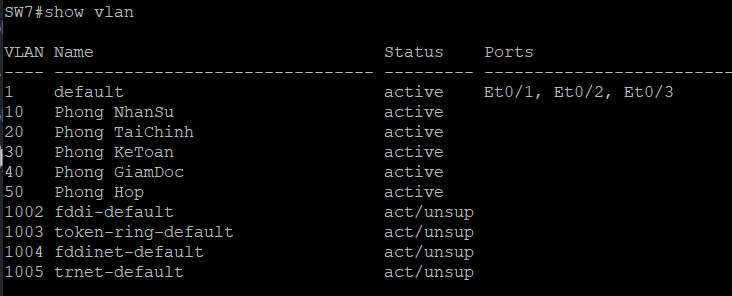 SW7#show vlan
VLAN Name                             Status    Ports
---- -------------------------------- --------- -------------------------
1    default                          active    Et0/1, Et0/2, Et0/3
10   Phong NhanSu                     active
20   Phong TaiChinh                   active
30   Phong KeToan                     active
40   Phong GiamDoc                    active
50   Phong Hop                        active
1002 fddi-default                     act/unsup
1003 token-ring-default               act/unsup
1004 fddinet-default                  act/unsup
1005 trnet-default                    act/unsup